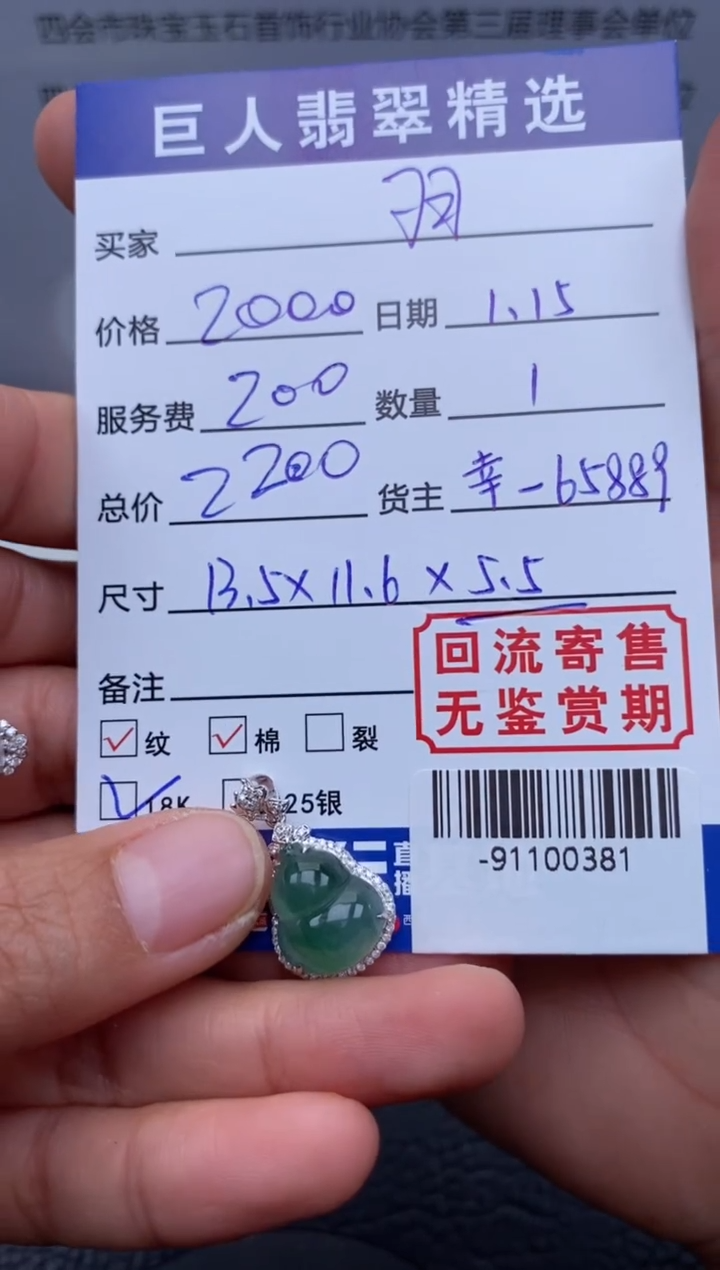 四会市珠宝玉石首饰行业协会第三届理事会单位
巨人翡翠精选
买家
价格 2000 日期 1.15
服务费 200 数量 1
总价 2200 货主 幸-65889
尺寸 13.5×11.6×5.5
备注
回流寄售
无鉴赏期
纹 棉 裂
18K 25银
-91100381
直
播
西